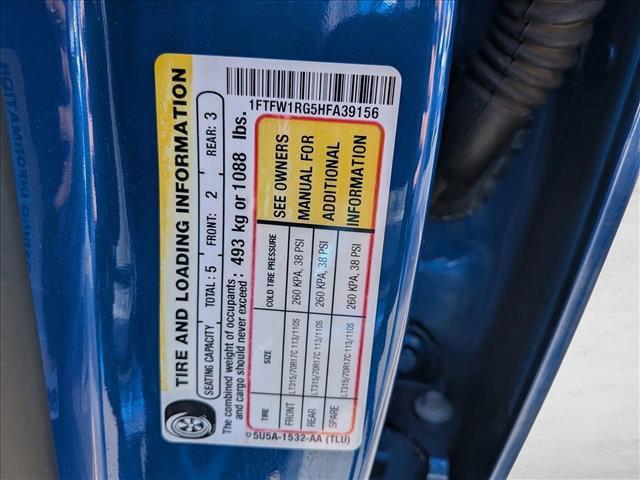 TIRE AND LOADING INFORMATION
SEATING CAPACITY TOTAL: 5 FRONT: 2 REAR: 3
The combined weight of occupants and cargo should never exceed : 493 kg or 1088 lbs.
TIRE SIZE COLD TIRE PRESSURE
FRONT LT315/70R17C 113/110S 260 KPA, 38 PSI
REAR LT315/70R17C 113/110S 260 KPA, 38 PSI
SPARE LT315/70R17C 113/110S 260 KPA, 38 PSI
SEE OWNERS
MANUAL FOR
ADDITIONAL
INFORMATION
5U5A-1532-AA (TLU)
1FTFW1RG5HFA39156